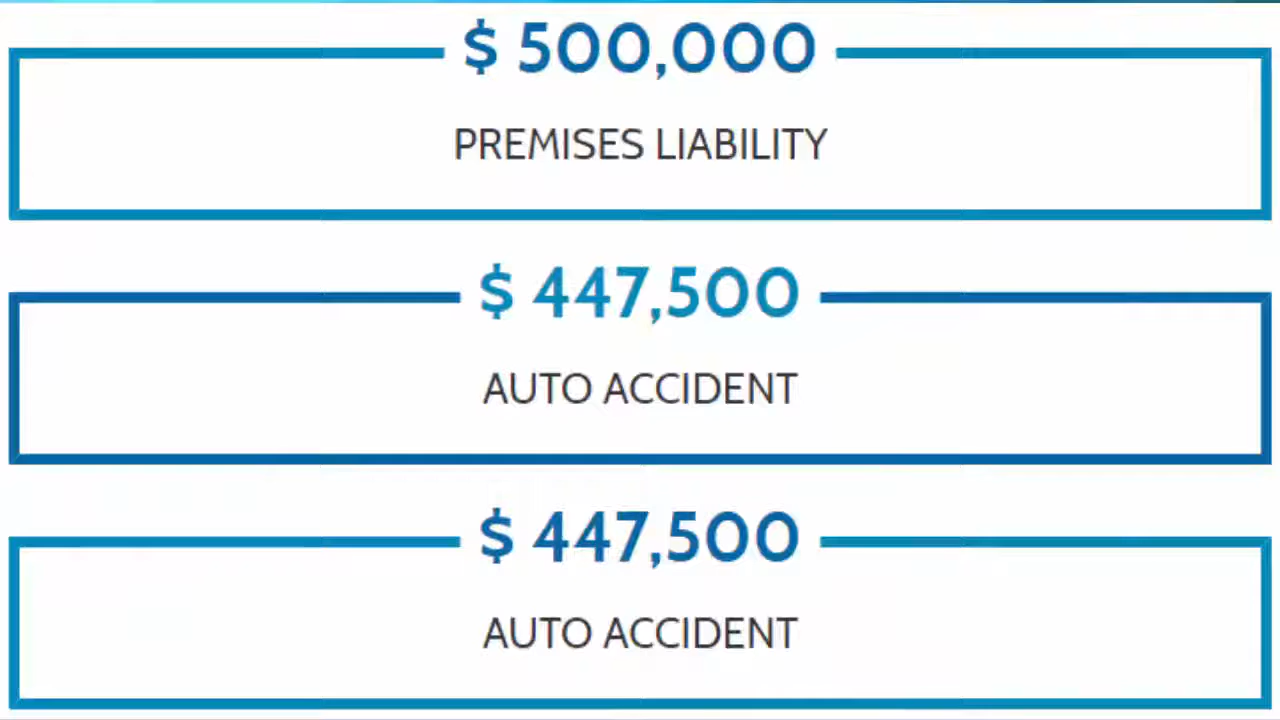 $ 500,000
PREMISES LIABILITY
$ 447,500
AUTO ACCIDENT
$ 447,500
AUTO ACCIDENT